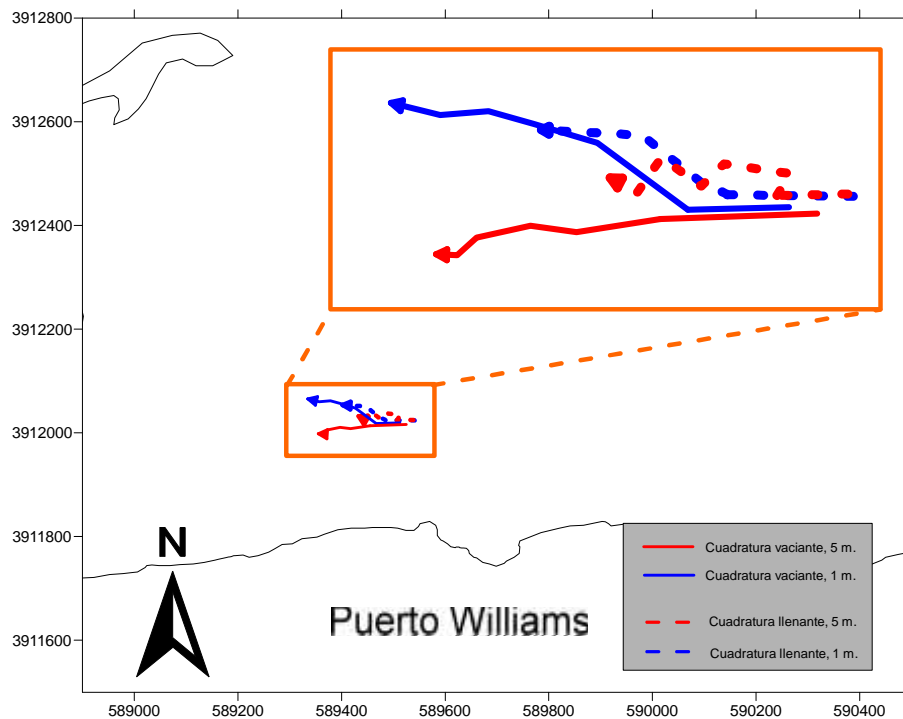 3912800
3912600
3912400
3912200
3912000
3911800
3911600
N
Puerto Williams
Cuadratura vaciante, 5 m.
Cuadratura vaciante, 1 m.
Cuadratura llenante, 5 m.
Cuadratura llenante, 1 m.
589000 589200 589400 589600 589800 590000 590200 590400